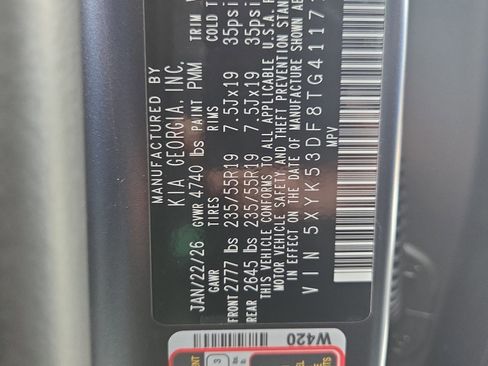 MANUFACTURED BY
KIA GEORGIA, INC.
JAN/22/26 GVWR 4740 lbs PAINT PMM TRIM
GAWR TIRES RIMS COLD
FRONT 2777 lbs 235/55R19 7.5Jx19 35psi
REAR 2645 lbs 235/55R19 7.5Jx19 35psi
THIS VEHICLE CONFORMS TO ALL APPLICABLE U.S.A.
MOTOR VEHICLE SAFETY AND THEFT PREVENTION
IN EFFECT ON THE DATE OF MANUFACTURE SHOWN
VIN 5XYK53DF8TG4117
MPV
W420
3